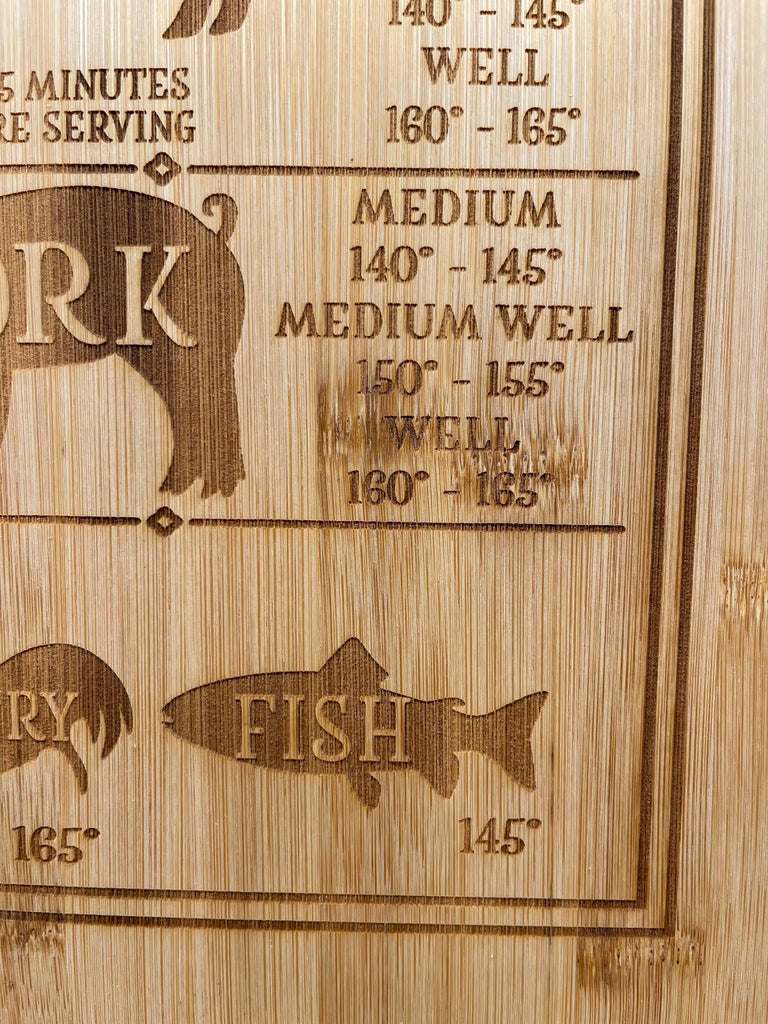 140° - 145°
WELL
5 MINUTES
RE SERVING
160° - 165°
ORK
MEDIUM
140° - 145°
MEDIUM WELL
150° - 155°
WELL
160° - 165°
RY
FISH
165°
145°